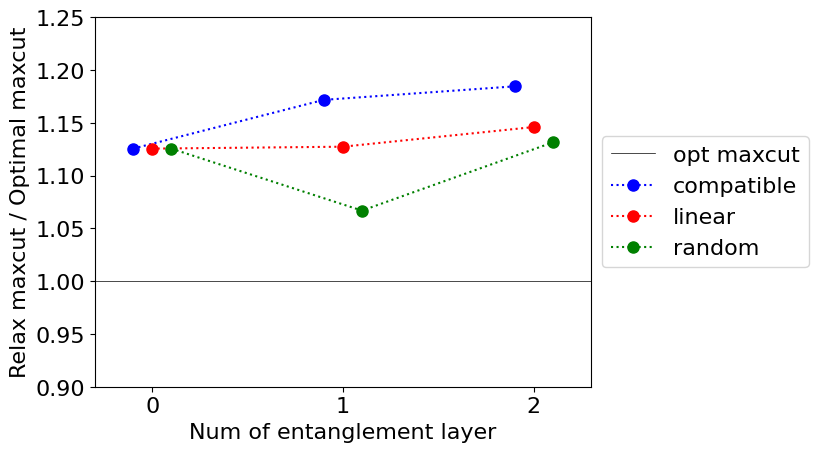 Relax maxcut / Optimal maxcut
1.25
1.20
1.15
1.10
1.05
1.00
0.95
0.90
0
1
2
Num of entanglement layer
opt maxcut
compatible
linear
random